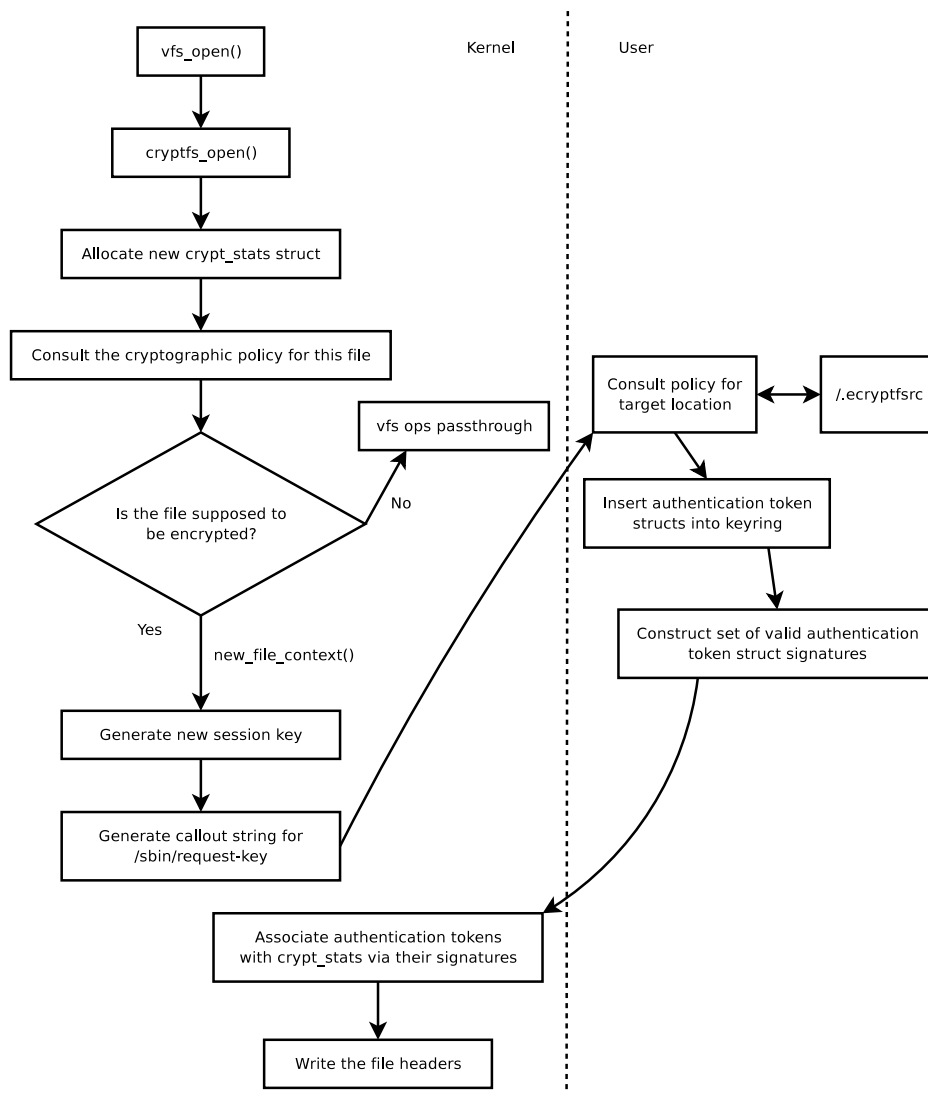 Kernel
User
vfs_open()
cryptfs_open()
Allocate new crypt_stats struct
Consult the cryptographic policy for this file
vfs ops passthrough
No
Is the file supposed to
be encrypted?
Yes
new_file_context()
Generate new session key
Generate callout string for
/sbin/request-key
Consult policy for
target location
/.ecryptfsrc
Insert authentication token
structs into keyring
Construct set of valid authentication
token struct signatures
Associate authentication tokens
with crypt_stats via their signatures
Write the file headers